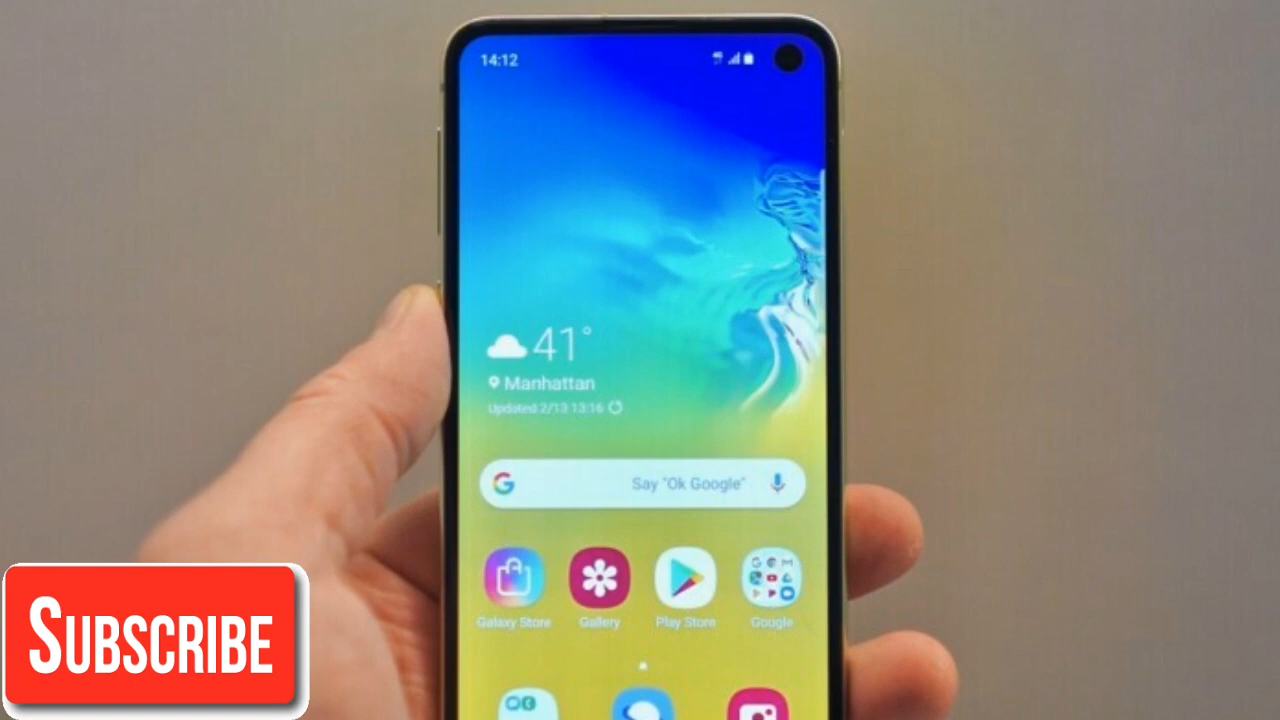 14:12
41°
Manhattan
Updated 2/13 13:16
G Say "Ok Google"
Galaxy Store Gallery Play Store Google
SUBSCRIBE